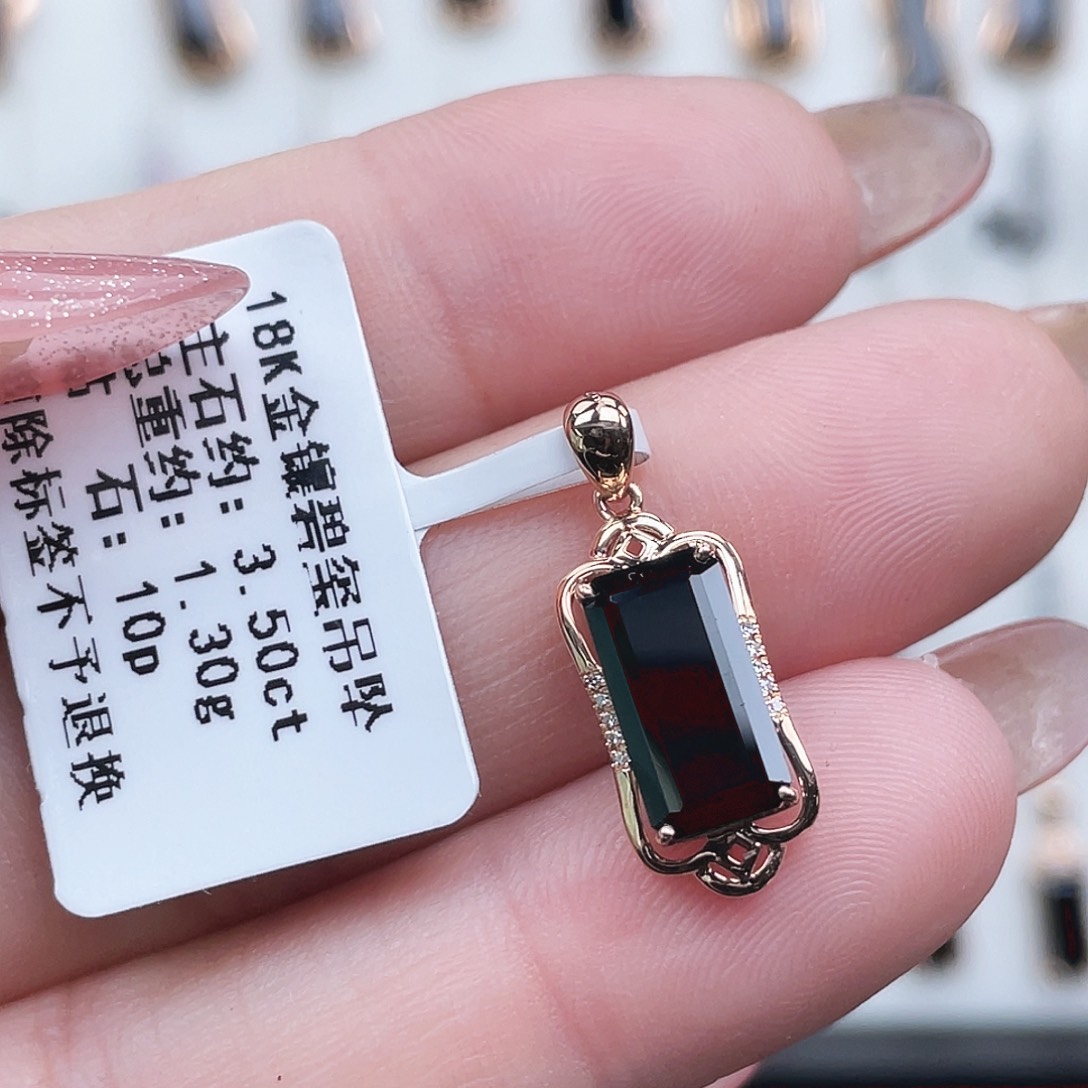 18K金镶碧玺吊坠
主石约: 3.50ct
总重约: 1.30g
石: 10p
除标签不予退换